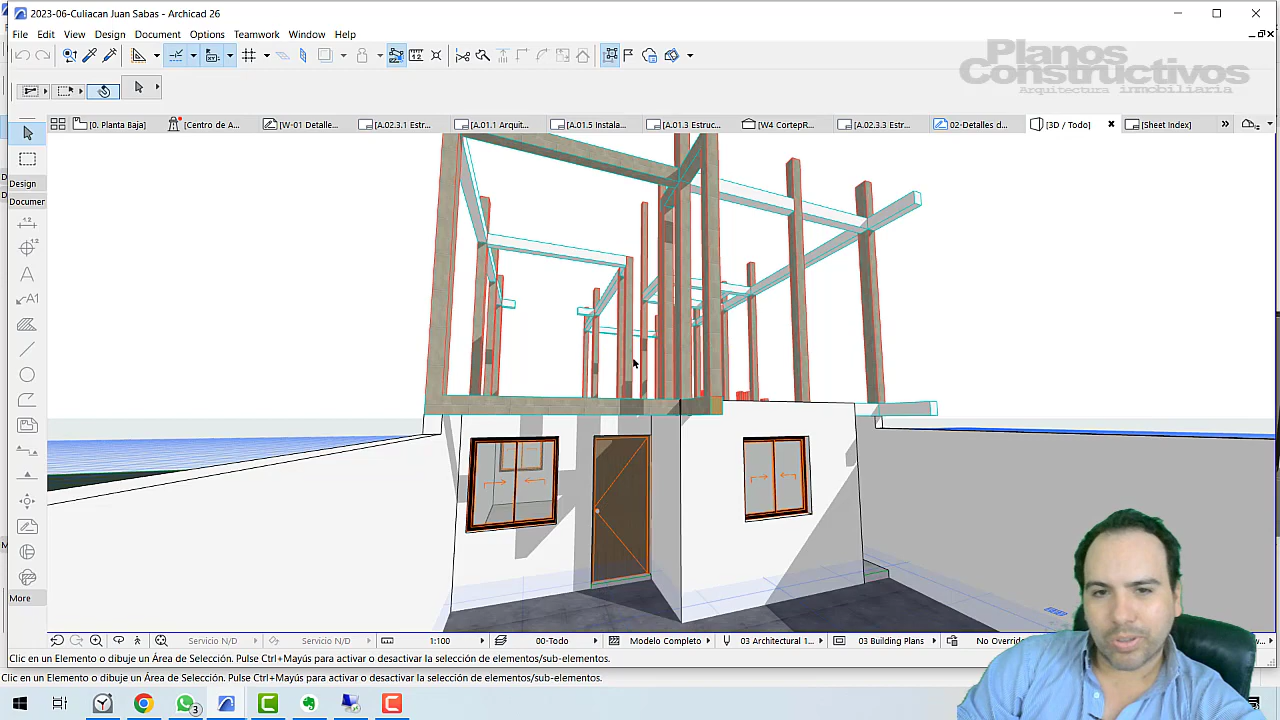 2023-06-Culiacan Juan Sabas - Archicad 26
File Edit View Design Document Options Teamwork Window Help
Planos
Constructivos
Arquitectura inmobiliaria
[0. Planta Baja] [Centro de A... [W-01 Detalle... [A.02.3.1 Estr... [A.01.1 Arquit... [A.01.5 Instala... [A.01.3 Estruc... [W4 CortepR... [A.02.3.3 Estr... 02-Detalles d... [3D / Todo] [Sheet Index]
Design
Documer
More
Servicio N/D Servicio N/D 1:100 00-Todo Modelo Completo 03 Architectural 1... 03 Building Plans No Overrid
Clic en un Elemento o dibuje un Área de Selección. Pulse Ctrl+Mayús para activar o desactivar la selección de elementos/sub-elementos.
Clic en un Elemento o dibuje un Área de Selección. Pulse Ctrl+Mayús para activar o desactivar la selección de elementos/sub-elementos.
3